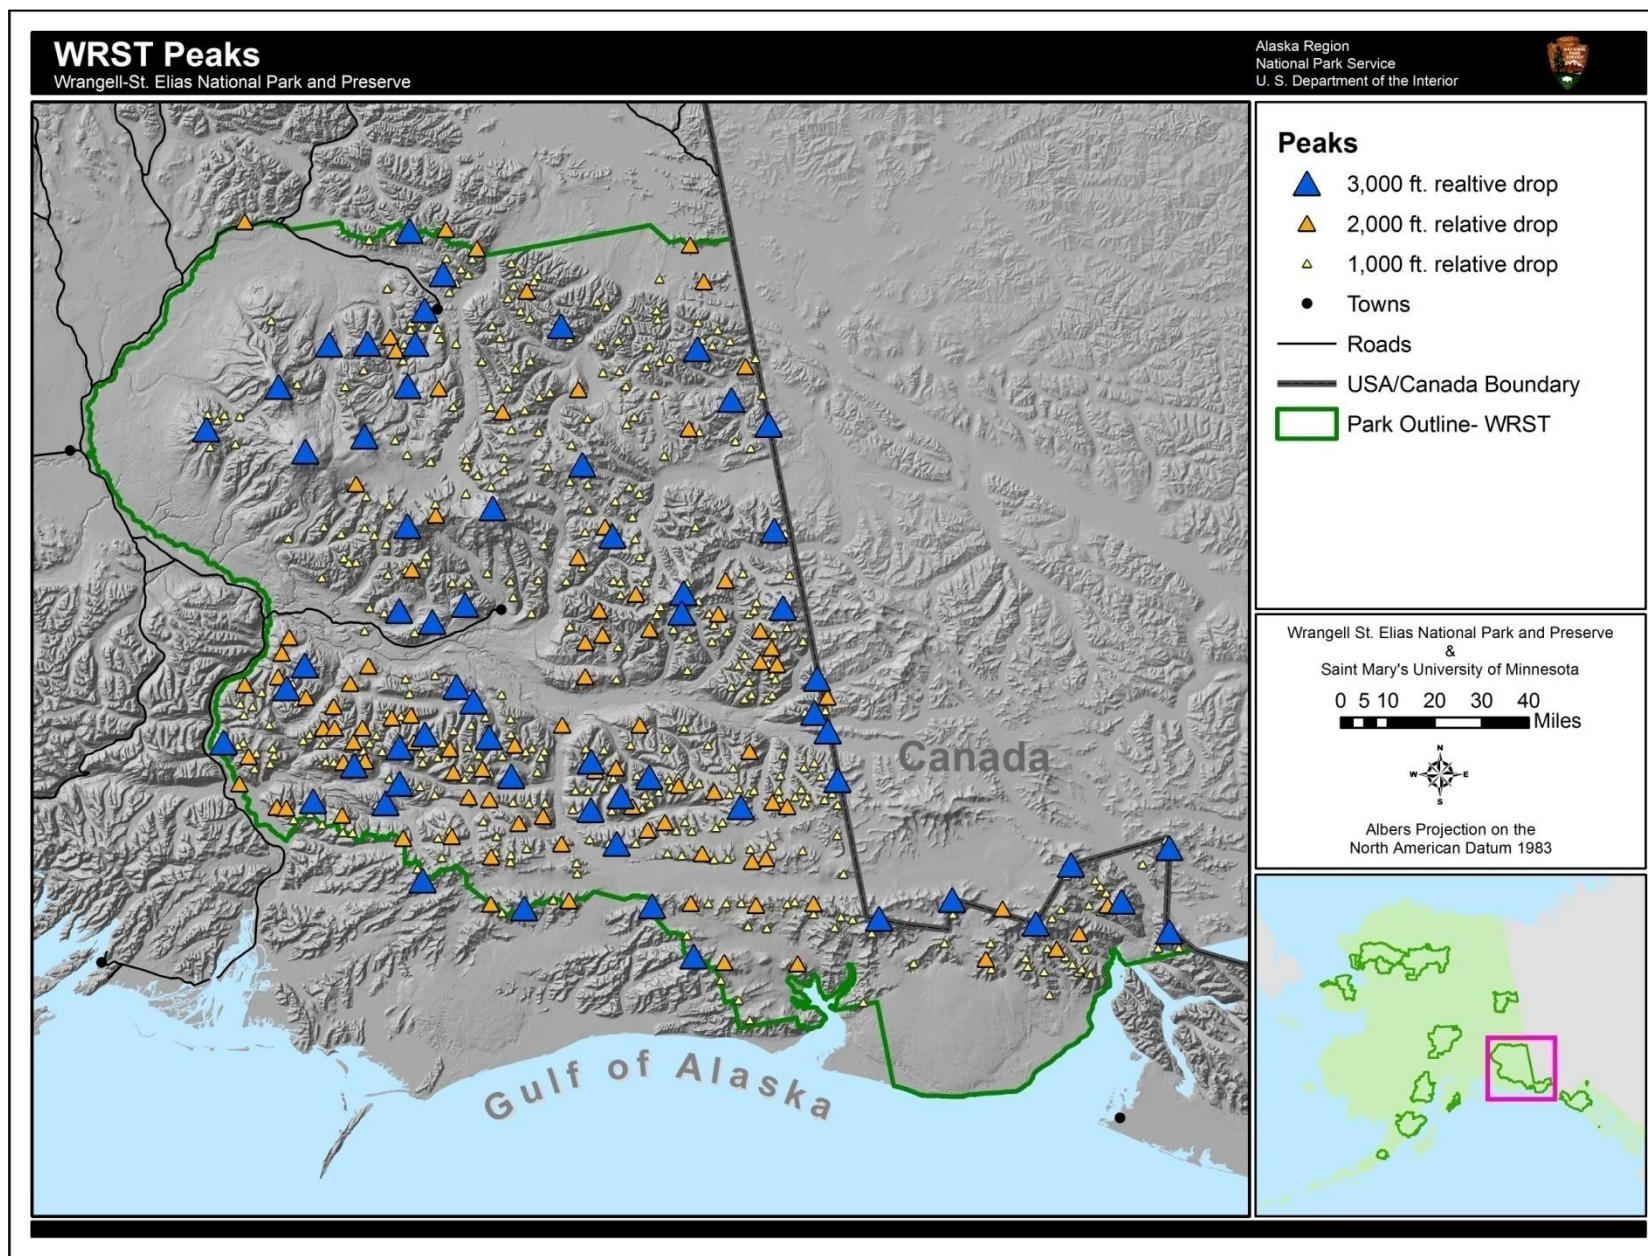 WRST Peaks
Wrangell-St. Elias National Park and Preserve
Alaska Region
National Park Service
U. S. Department of the Interior
Peaks
3,000 ft. realtive drop
2,000 ft. relative drop
1,000 ft. relative drop
Towns
Roads
USA/Canada Boundary
Park Outline- WRST
Canada
Gulf of Alaska
Wrangell St. Elias National Park and Preserve
&
Saint Mary's University of Minnesota
0 5 10 20 30 40
Miles
N
W E
S
Albers Projection on the
North American Datum 1983